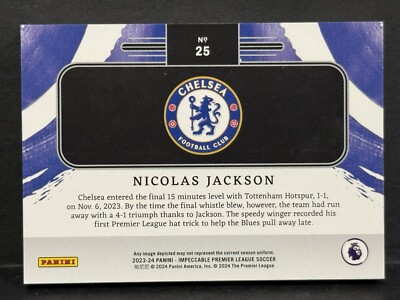 Nº
25
CHELSEA
FOOTBALL CLUB
NICOLAS JACKSON
Chelsea entered the final 15 minutes level with Tottenham Hotspur, 1-1,
on Nov. 6, 2023. By the time the final whistle blew, however, the team had run
away with a 4-1 triumph thanks to Jackson. The speedy winger recorded his
first Premier League hat trick to help the Blues pull away late.
PANINI
Any image depicted may not represent the current season uniform.
2023-24 PANINI - IMPECCABLE PREMIER LEAGUE SOCCER
帕尼尼 © 2024 Panini America, Inc. © 2024 The Premier League